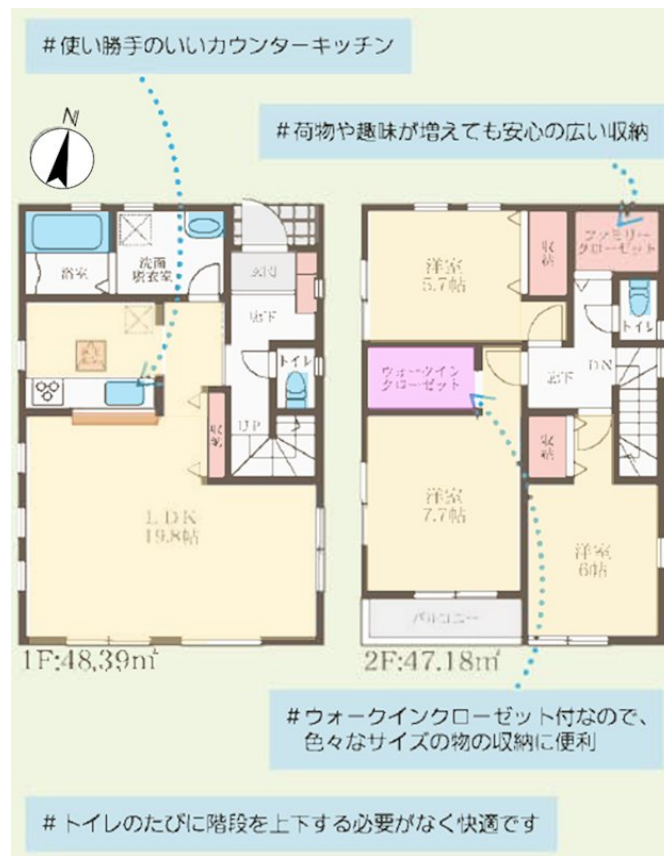 #使い勝手のいいカウンターキッチン
N
#荷物や趣味が増えても安心の広い収納
浴室
洗面
脱衣室
玄関
廊下
トイレ
UP
収納
LDK
19.8帖
1F:48.39㎡
洋室
5.7帖
収納
ファミリー
クローゼット
トイレ
ウォークイン
クローゼット
廊下
DN
収納
洋室
7.7帖
洋室
6帖
バルコニー
2F:47.18㎡
#ウォークインクローゼット付なので、
色々なサイズの物の収納に便利
#トイレのたびに階段を上下する必要がなく快適です